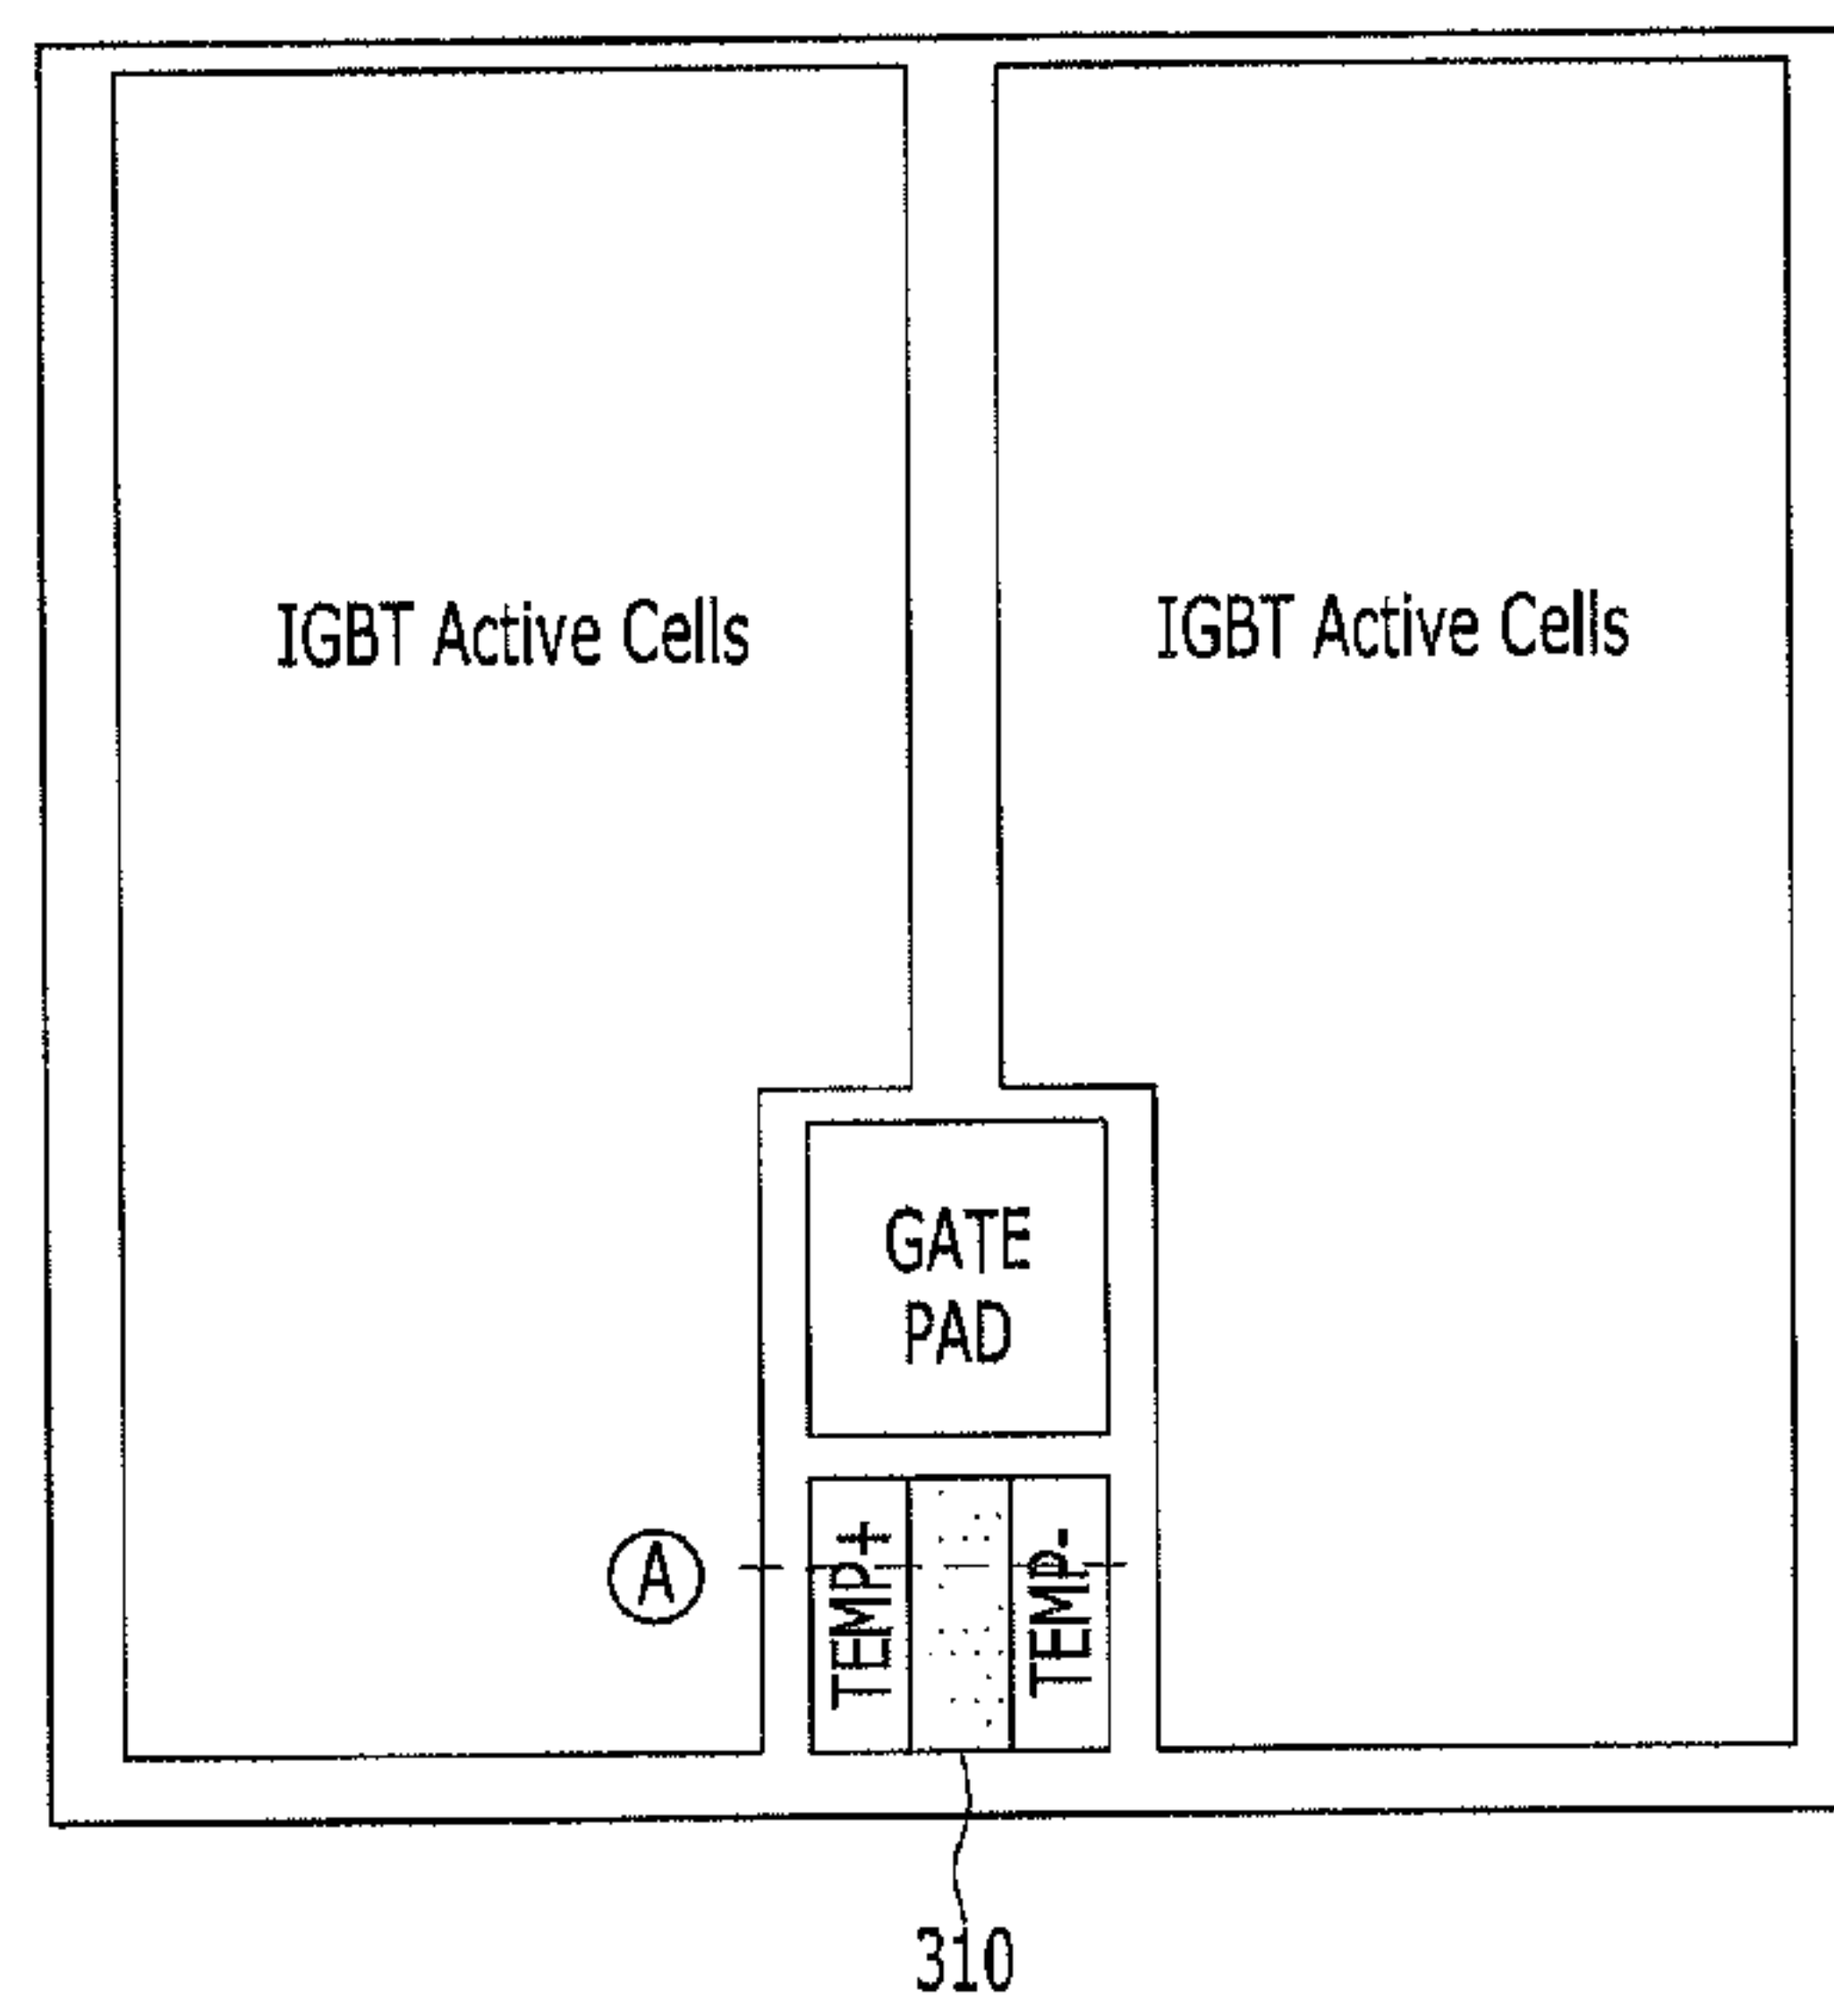 IGBT Active Cells
IGBT Active Cells
GATE
PAD
A
TEMP+
TEMP-
310